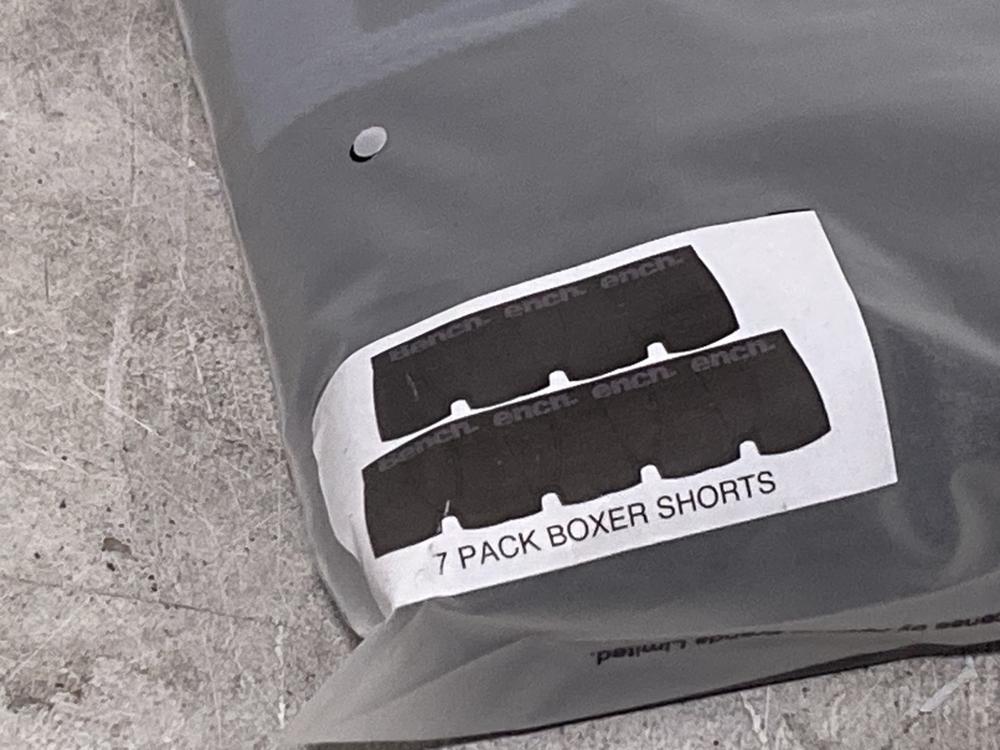 Bench. ench. ench.
Bench. ench. ench. ench.
7 PACK BOXER SHORTS
Limited.